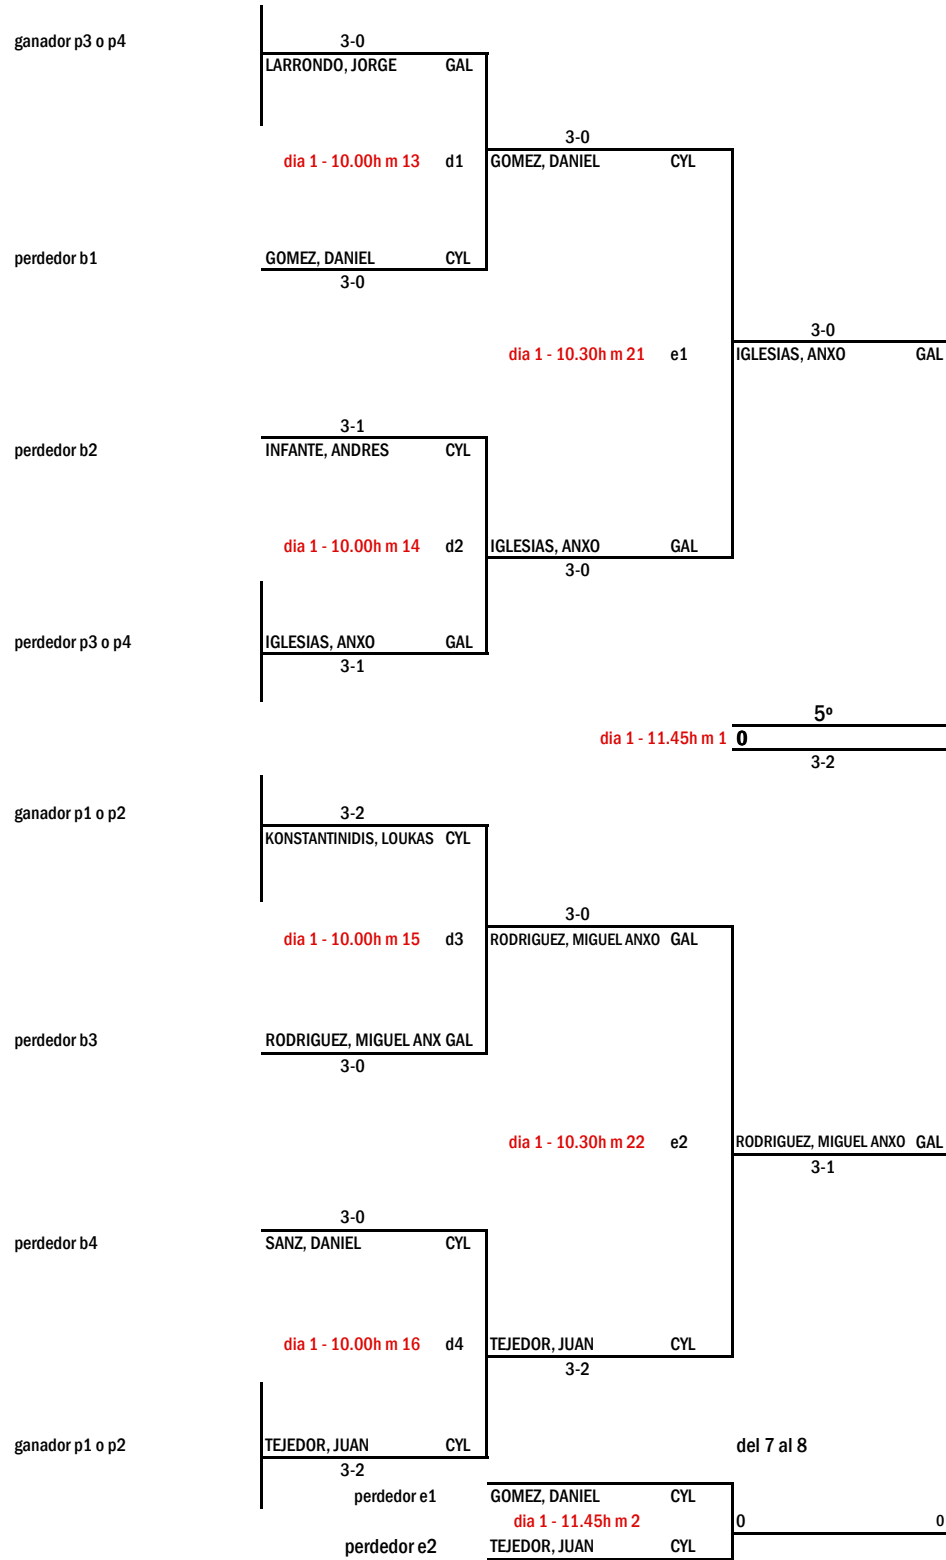 3-0
ganador p3 o p4
LARRONDO, JORGE GAL
3-0
dia 1 - 10.00h m 13 d1 GOMEZ, DANIEL CYL
perdedor b1 GOMEZ, DANIEL CYL
3-0
3-0
dia 1 - 10.30h m 21 e1 IGLESIAS, ANXO GAL
3-1
perdedor b2 INFANTE, ANDRES CYL
dia 1 - 10.00h m 14 d2 IGLESIAS, ANXO GAL
3-0
perdedor p3 o p4 IGLESIAS, ANXO GAL
3-1
5º
dia 1 - 11.45h m 1 0
3-2
ganador p1 o p2 3-2
KONSTANTINIDIS, LOUKAS CYL
3-0
dia 1 - 10.00h m 15 d3 RODRIGUEZ, MIGUEL ANXO GAL
perdedor b3 RODRIGUEZ, MIGUEL ANX GAL
3-0
dia 1 - 10.30h m 22 e2 RODRIGUEZ, MIGUEL ANXO GAL
3-1
3-0
perdedor b4 SANZ, DANIEL CYL
dia 1 - 10.00h m 16 d4 TEJEDOR, JUAN CYL
3-2
ganador p1 o p2 TEJEDOR, JUAN CYL del 7 al 8
3-2
perdedor e1 GOMEZ, DANIEL CYL
dia 1 - 11.45h m 2 0 0
perdedor e2 TEJEDOR, JUAN CYL